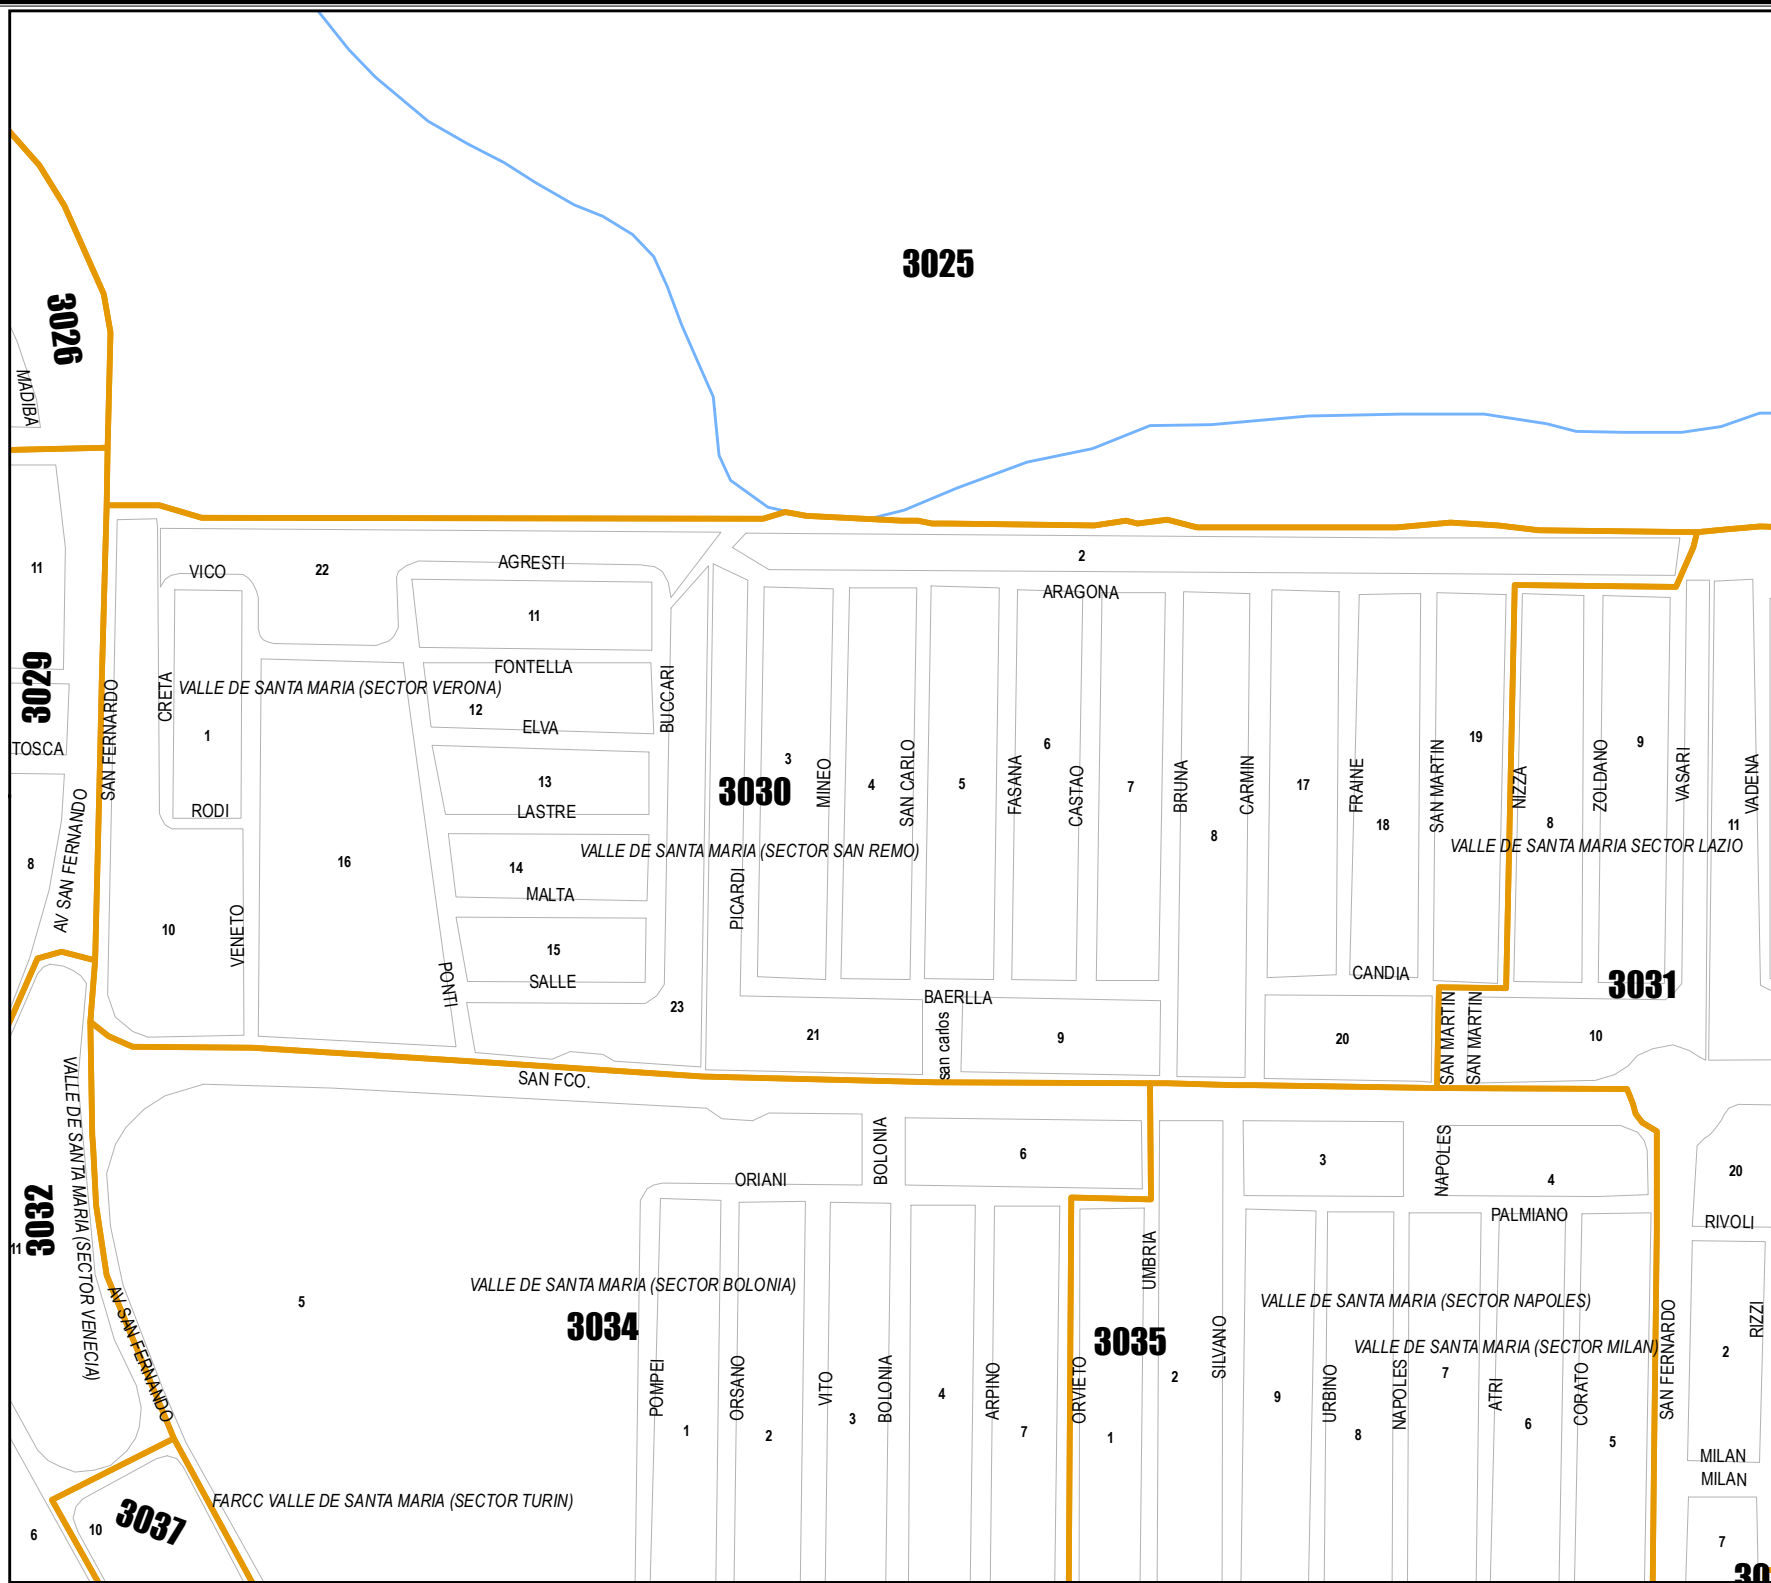 3025
3026
MADIBA
2
11
VICO
22
AGRESTI
ARAGONA
11
FONTELLA
3029
SAN FERNANDO
CRETA
VALLE DE SANTA MARIA (SECTOR VERONA)
BUCCARI
12
ELVA
1
TOSCA
13
LASTRE
RODI
3030
3
MINEO
4
SAN CARLO
5
FASANA
6
CASTAO
7
BRUNA
8
CARMIN
17
FRAINE
18
SAN MARTIN
19
NIZZA
8
ZOLDANO
9
VASARI
11
VADENA
VALLE DE SANTA MARIA (SECTOR SAN REMO)
VALLE DE SANTA MARIA SECTOR LAZIO
8
AV SAN FERNANDO
16
14
MALTA
PICARDI
10
VENETO
15
SALLE
PONTI
CANDIA
3031
BAERLLA
23
21
san carlos
9
20
SAN MARTIN
SAN MARTIN
10
SAN FCO.
VALLE DE SANTA MARIA (SECTOR VENECIA)
BOLONIA
6
3
NAPOLES
4
20
ORIANI
3032
11
PALMIANO
RIVOLI
UMBRIA
5
VALLE DE SANTA MARIA (SECTOR BOLONIA)
VALLE DE SANTA MARIA (SECTOR NAPOLES)
3034
3035
VALLE DE SANTA MARIA (SECTOR MILAN)
AV SAN FERNANDO
SAN FERNARDO
RIZI
2
POMPEI
1
ORSANO
2
VITO
3
BOLONIA
4
ARPINO
7
ORVIETO
1
2
SILVANO
9
URBINO
8
NAPOLES
7
ATRI
6
CORATO
5
MILAN
MILAN
FARCC VALLE DE SANTA MARIA (SECTOR TURIN)
6
10
3037
7